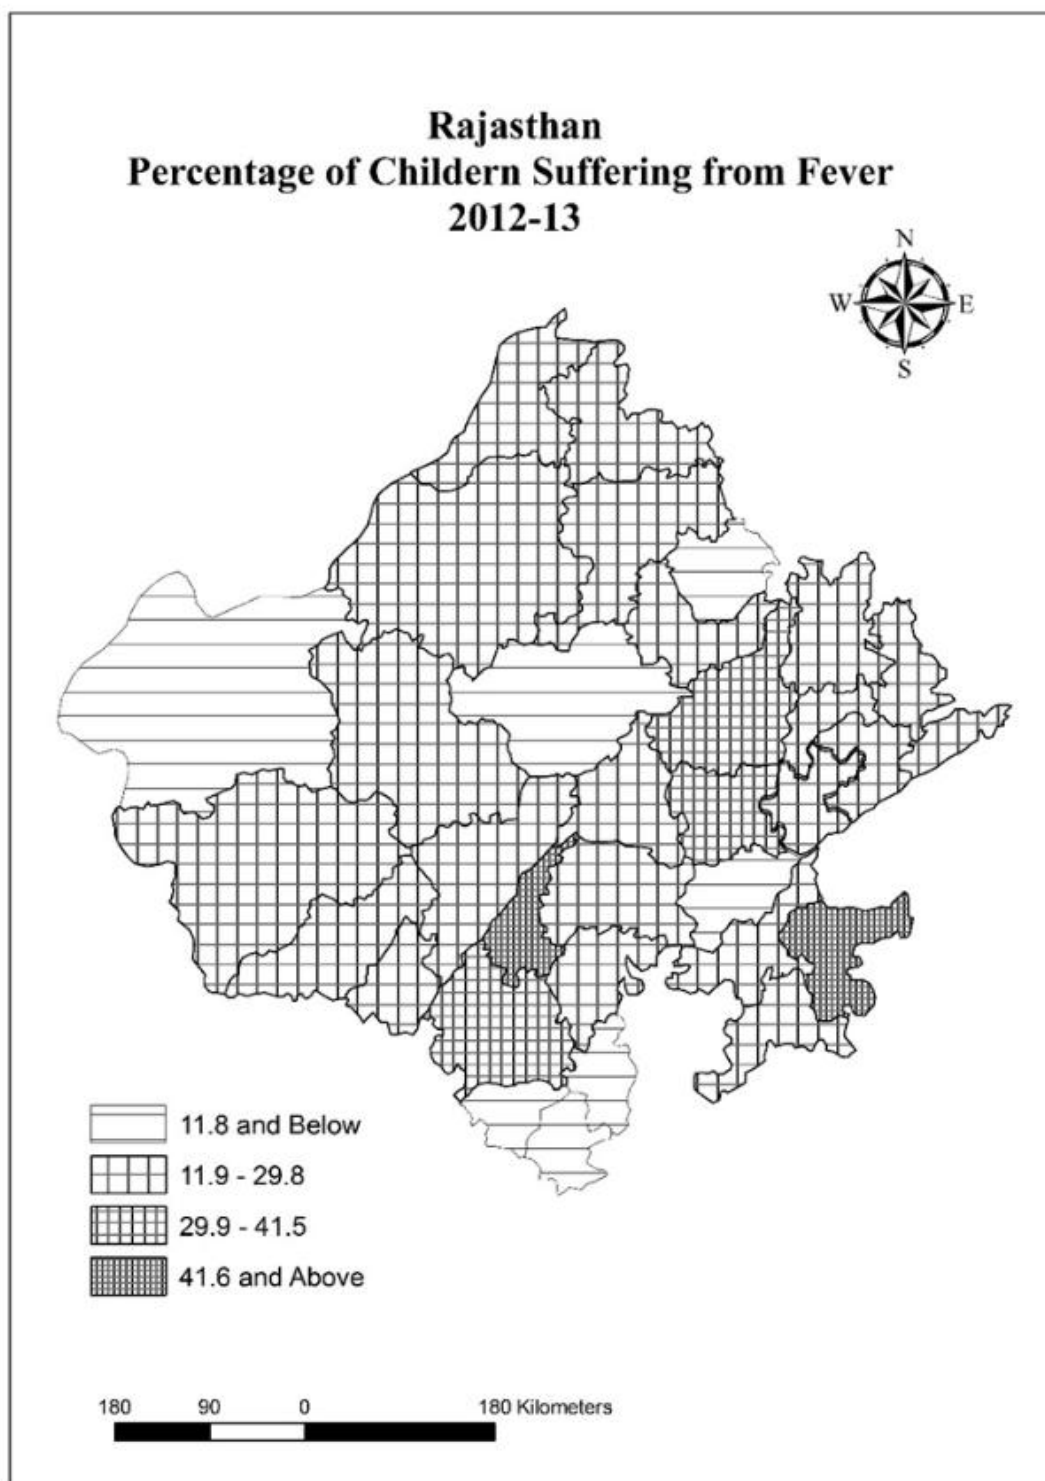 Rajasthan
Percentage of Childern Suffering from Fever
2012-13
N
W E
S
11.8 and Below
11.9 - 29.8
29.9 - 41.5
41.6 and Above
180 90 0 180 Kilometers